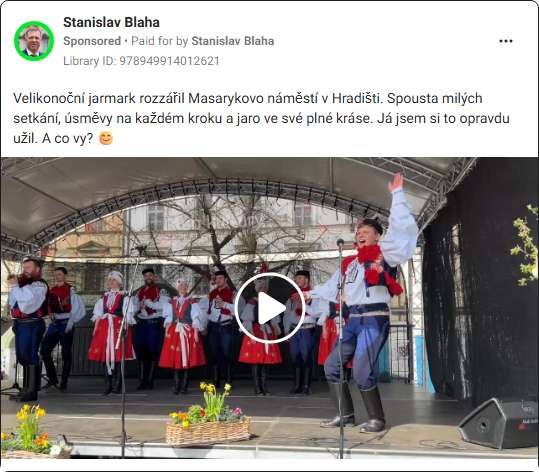 Stanislav Blaha
Sponsored • Paid for by Stanislav Blaha
Library ID: 978949914012621
Velikonoční jarmark rozzářil Masarykovo náměstí v Hradišti. Spousta milých
setkání, úsměvy na každém kroku a jaro ve své plné kráse. Já jsem si to opravdu
užil. A co vy? 😊